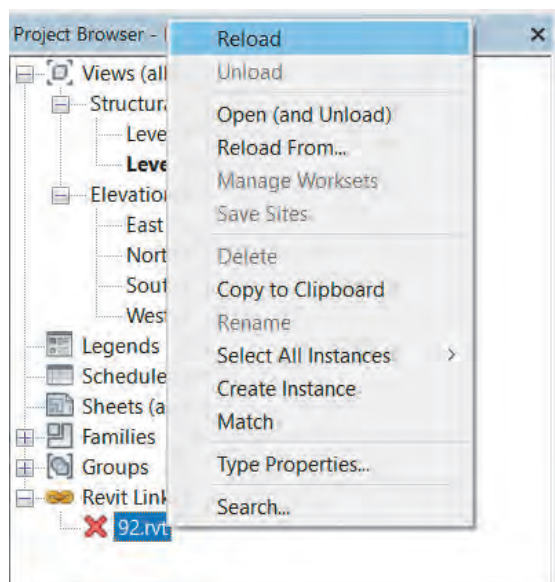 Project Browser -
Reload
Views (all
Unload
Structura
Open (and Unload)
Leve
Reload From...
Leve
Manage Worksets
Elevation
Save Sites
East
Nort
Delete
Sout
Copy to Clipboard
West
Rename
Legends
Select All Instances
Schedule
Create Instance
Sheets (a
Match
Families
Groups
Type Properties...
Revit Link
Search...
92.rvt